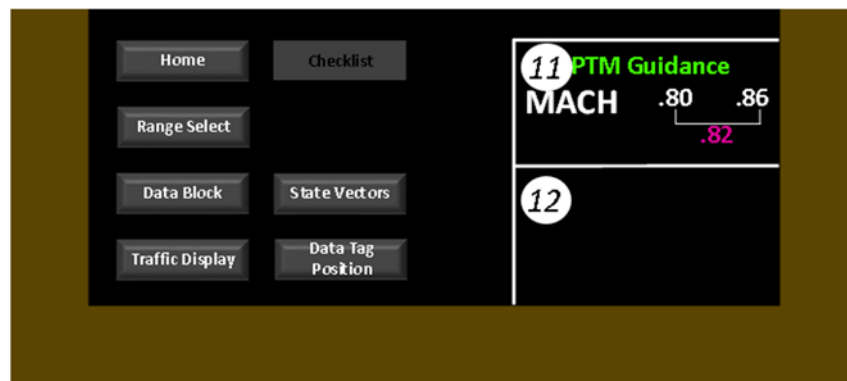 Home
Checklist
Range Select
Data Block
State Vectors
Traffic Display
Data Tag
Position
11 PTM Guidance
MACH .80 .86
.82
12